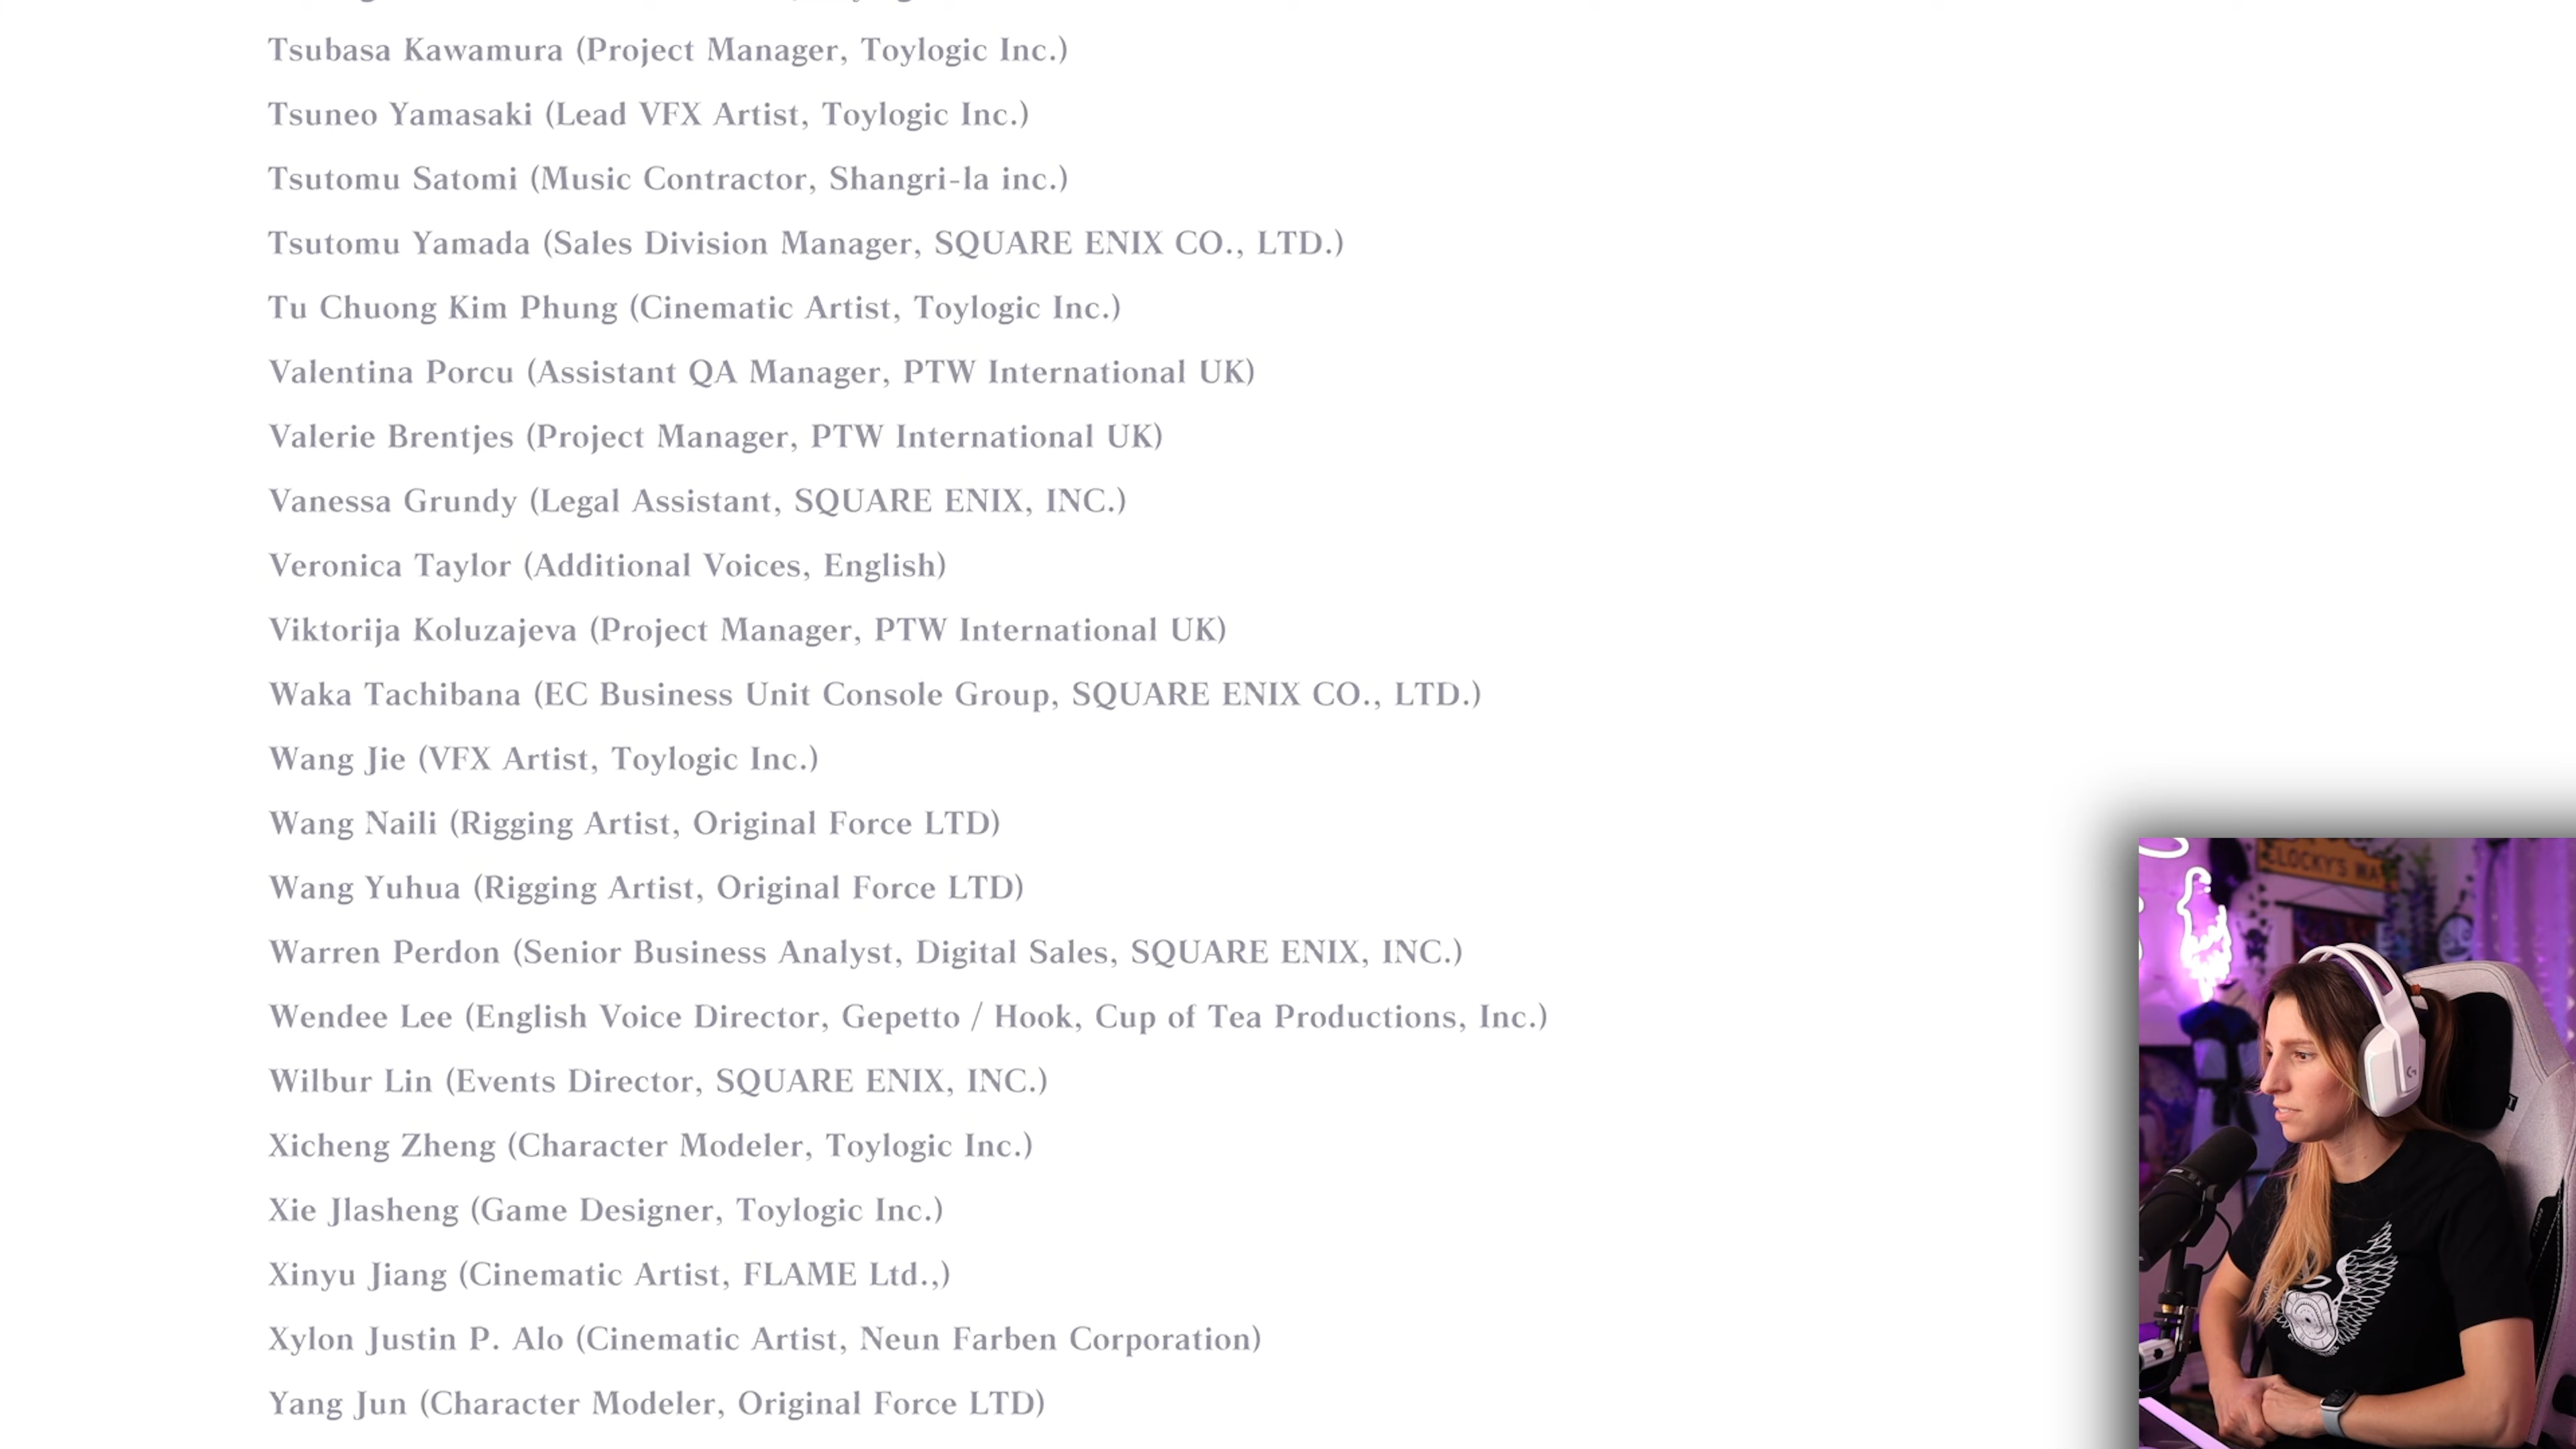 Tsubasa Kawamura (Project Manager, Toylogic Inc.)
Tsuneo Yamasaki (Lead VFX Artist, Toylogic Inc.)
Tsutomu Satomi (Music Contractor, Shangri-la inc.)
Tsutomu Yamada (Sales Division Manager, SQUARE ENIX CO., LTD.)
Tu Chuong Kim Phung (Cinematic Artist, Toylogic Inc.)
Valentina Porcu (Assistant QA Manager, PTW International UK)
Valerie Brentjes (Project Manager, PTW International UK)
Vanessa Grundy (Legal Assistant, SQUARE ENIX, INC.)
Veronica Taylor (Additional Voices, English)
Viktorija Koluzajeva (Project Manager, PTW International UK)
Waka Tachibana (EC Business Unit Console Group, SQUARE ENIX CO., LTD.)
Wang Jie (VFX Artist, Toylogic Inc.)
Wang Naili (Rigging Artist, Original Force LTD)
Wang Yuhua (Rigging Artist, Original Force LTD)
Warren Perdon (Senior Business Analyst, Digital Sales, SQUARE ENIX, INC.)
Wendee Lee (English Voice Director, Gepetto / Hook, Cup of Tea Productions, Inc.)
Wilbur Lin (Events Director, SQUARE ENIX, INC.)
Xicheng Zheng (Character Modeler, Toylogic Inc.)
Xie Jlasheng (Game Designer, Toylogic Inc.)
Xinyu Jiang (Cinematic Artist, FLAME Ltd.,)
Xylon Justin P. Alo (Cinematic Artist, Neun Farben Corporation)
Yang Jun (Character Modeler, Original Force LTD)
CLOCKY'S